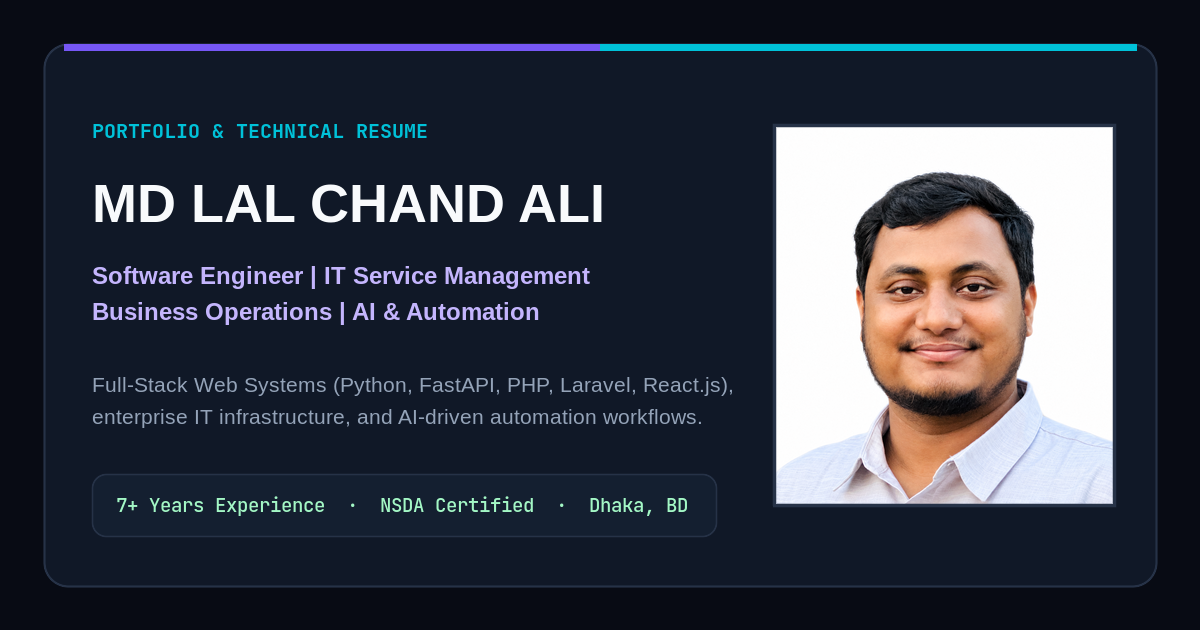 PORTFOLIO & TECHNICAL RESUME
MD LAL CHAND ALI
Software Engineer | IT Service Management
Business Operations | AI & Automation
Full-Stack Web Systems (Python, FastAPI, PHP, Laravel, React.js),
enterprise IT infrastructure, and AI-driven automation workflows.
7+ Years Experience · NSDA Certified · Dhaka, BD